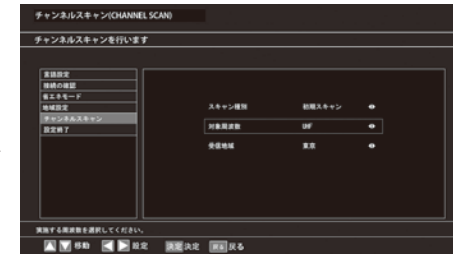 チャンネルスキャン(CHANNEL SCAN)
チャンネルスキャンを行います
言語設定
接続の確認
省エネモード
地域設定
チャンネルスキャン
設定終了
スキャン種別 初期スキャン
対象周波数 UHF
受信地域 東京
実施する周波数を選択してください。
移動 設定 決定 決定 戻る 戻る